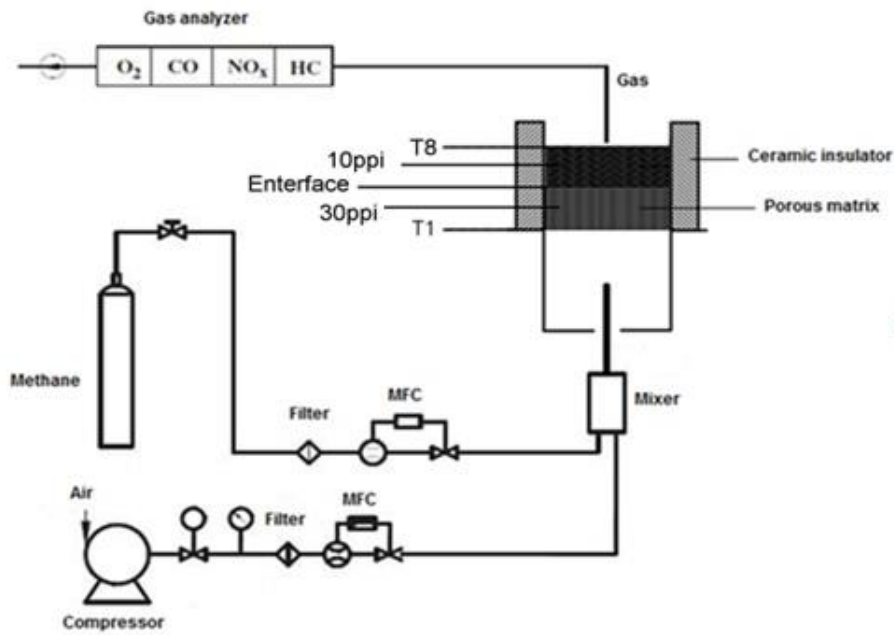 Gas analyzer
O₂ CO NOₓ HC
Gas
T8
10ppi
Ceramic insulator
Enterface
30ppi
Porous matrix
T1
Methane
MFC
Mixer
Filter
Air
MFC
Filter
Compressor